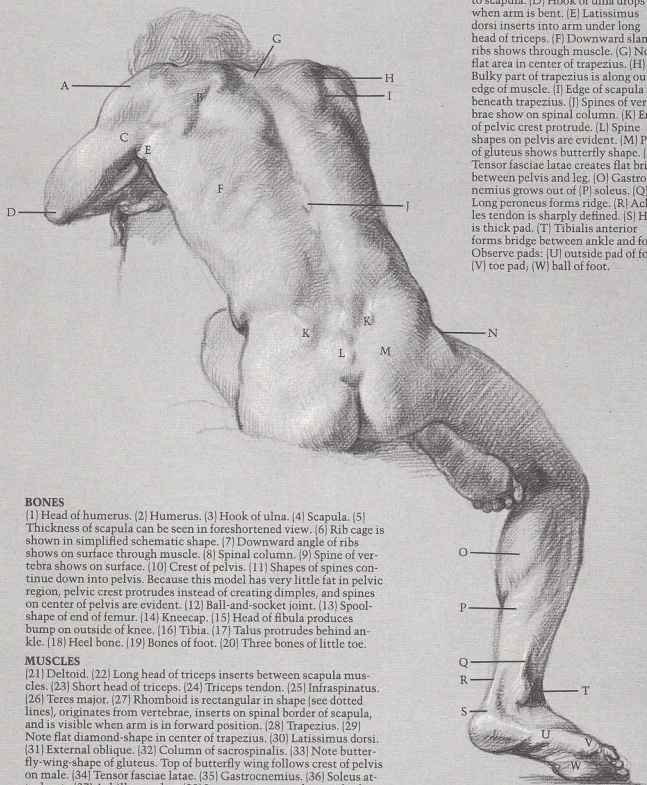 to scapula. (D) Hook of ulna drops
when arm is bent. (E) Latissimus
dorsi inserts into arm under long
head of triceps. (F) Downward slan
ribs shows through muscle. (G) No
flat area in center of trapezius. (H)
Bulky part of trapezius is along ou
edge of muscle. (I) Edge of scapula
beneath trapezius. (J) Spines of ver
brae show on spinal column. (K) E
of pelvic crest protrude. (L) Spine
shapes on pelvis are evident. (M) P
of gluteus shows butterfly shape. (
Tensor fasciae latae creates flat bri
between pelvis and leg. (O) Gastro
nemius grows out of (P) soleus. (Q)
Long peroneus forms ridge. (R) Ach
les tendon is sharply defined. (S) H
is thick pad. (T) Tibialis anterior
forms bridge between ankle and fo
Observe pads: (U) outside pad of fo
(V) toe pad; (W) ball of foot.
G
A
H
B
I
C
E
F
D
J
K
K
N
L
M
O
P
Q
R
T
S
U
V
W
BONES
(1) Head of humerus. (2) Humerus. (3) Hook of ulna. (4) Scapula. (5)
Thickness of scapula can be seen in foreshortened view. (6) Rib cage is
shown in simplified schematic shape. (7) Downward angle of ribs
shows on surface through muscle. (8) Spinal column. (9) Spine of ver-
tebra shows on surface. (10) Crest of pelvis. (11) Shapes of spines con-
tinue down into pelvis. Because this model has very little fat in pelvic
region, pelvic crest protrudes instead of creating dimples, and spines
on center of pelvis are evident. (12) Ball-and-socket joint. (13) Spool-
shape of end of femur. (14) Kneecap. (15) Head of fibula produces
bump on outside of knee. (16) Tibia. (17) Talus protrudes behind an-
kle. (18) Heel bone. (19) Bones of foot. (20) Three bones of little toe.
MUSCLES
(21) Deltoid. (22) Long head of triceps inserts between scapula mus-
cles. (23) Short head of triceps. (24) Triceps tendon. (25) Infraspinatus.
(26) Teres major. (27) Rhomboid is rectangular in shape (see dotted
lines), originates from vertebrae, inserts on spinal border of scapula,
and is visible when arm is in forward position. (28) Trapezius. (29)
Note flat diamond-shape in center of trapezius. (30) Latissimus dorsi.
(31) External oblique. (32) Column of sacrospinalis. (33) Note butter-
fly-wing-shape of gluteus. Top of butterfly wing follows crest of pelvis
on male. (34) Tensor fasciae latae. (35) Gastrocnemius. (36) Soleus at-